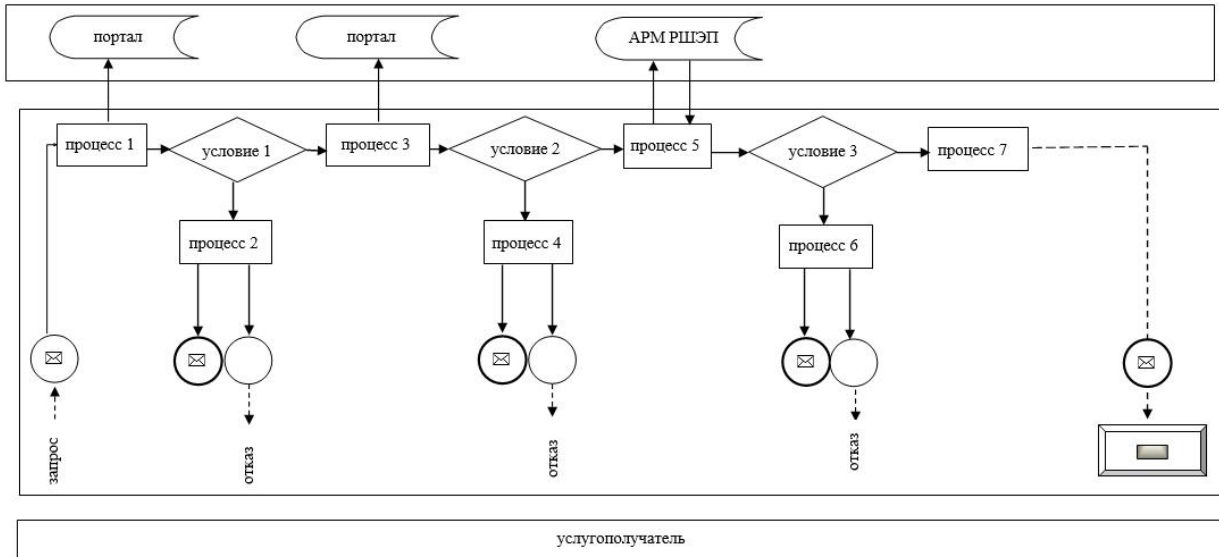 портал
портал
АРМ РШЭП
процесс 1
условие 1
процесс 3
условие 2
процесс 5
условие 3
процесс 7
процесс 2
процесс 4
процесс 6
запрос
отказ
отказ
отказ
услугополучатель